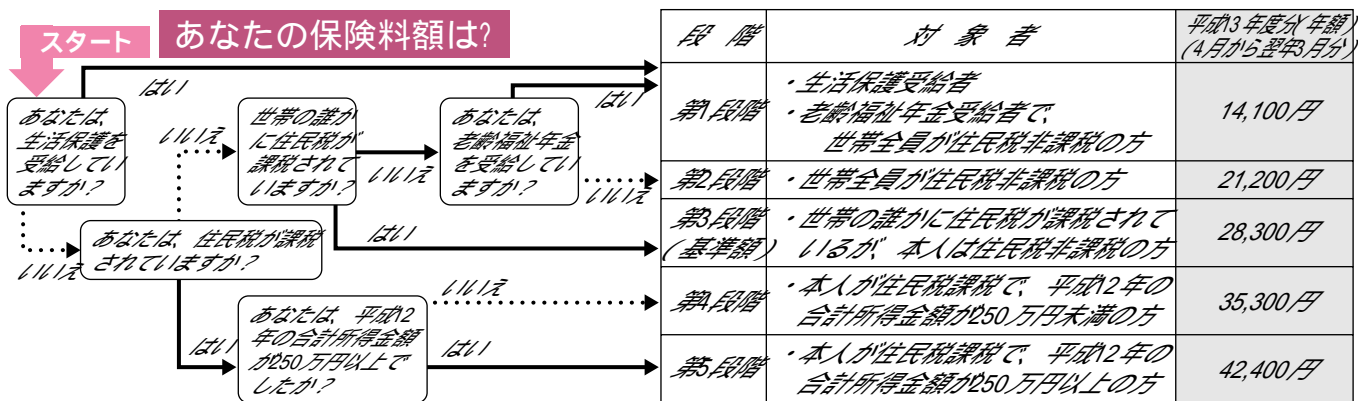 スタート
あなたの保険料額は?
はい
あなたは、
生活保護を
受給してい
ますか?
いいえ
世帯の誰か
に住民税が
課税されて
いますか?
いいえ
はい
あなたは、
老齢福祉年金
を受給してい
ますか?
いいえ
いいえ
あなたは、住民税が課税
されていますか?
はい
いいえ
はい
あなたは、平成12
年の合計所得金額
が250万円以上で
したか?
はい
段階 対象者 平成13年度分(年額)
(4月から翌年3月分)
第1段階 ・生活保護受給者
・老齢福祉年金受給者で、
世帯全員が住民税非課税の方
14,100円
第2段階 ・世帯全員が住民税非課税の方 21,200円
第3段階 ・世帯の誰かに住民税が課税されて
(基準額) いるが、本人は住民税非課税の方
28,300円
第4段階 ・本人が住民税課税で、平成12年の
合計所得金額が250万円未満の方
35,300円
第5段階 ・本人が住民税課税で、平成12年の
合計所得金額が250万円以上の方
42,400円